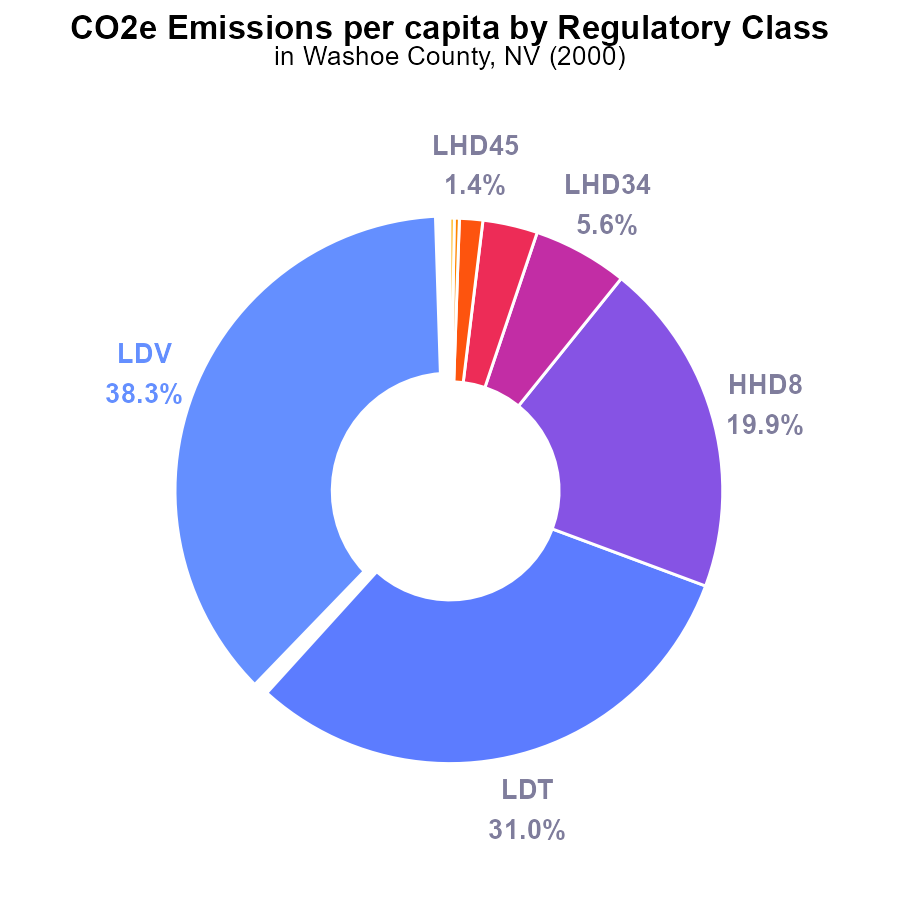 CO2e Emissions per capita by Regulatory Class
in Washoe County, NV (2000)
LHD45
1.4%
LHD34
5.6%
LDV
38.3%
HHD8
19.9%
LDT
31.0%